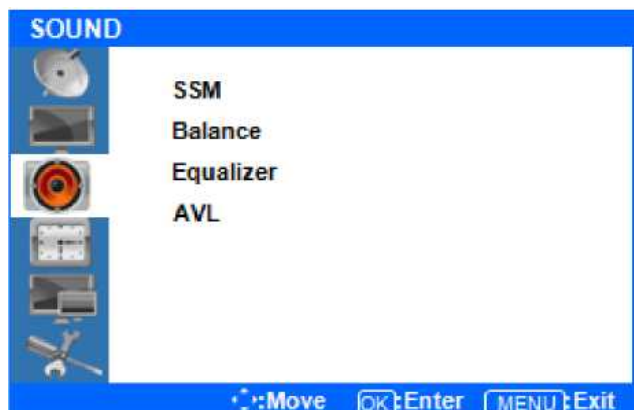 SOUND
SSM
Balance
Equalizer
AVL
:Move OK:Enter MENU:Exit